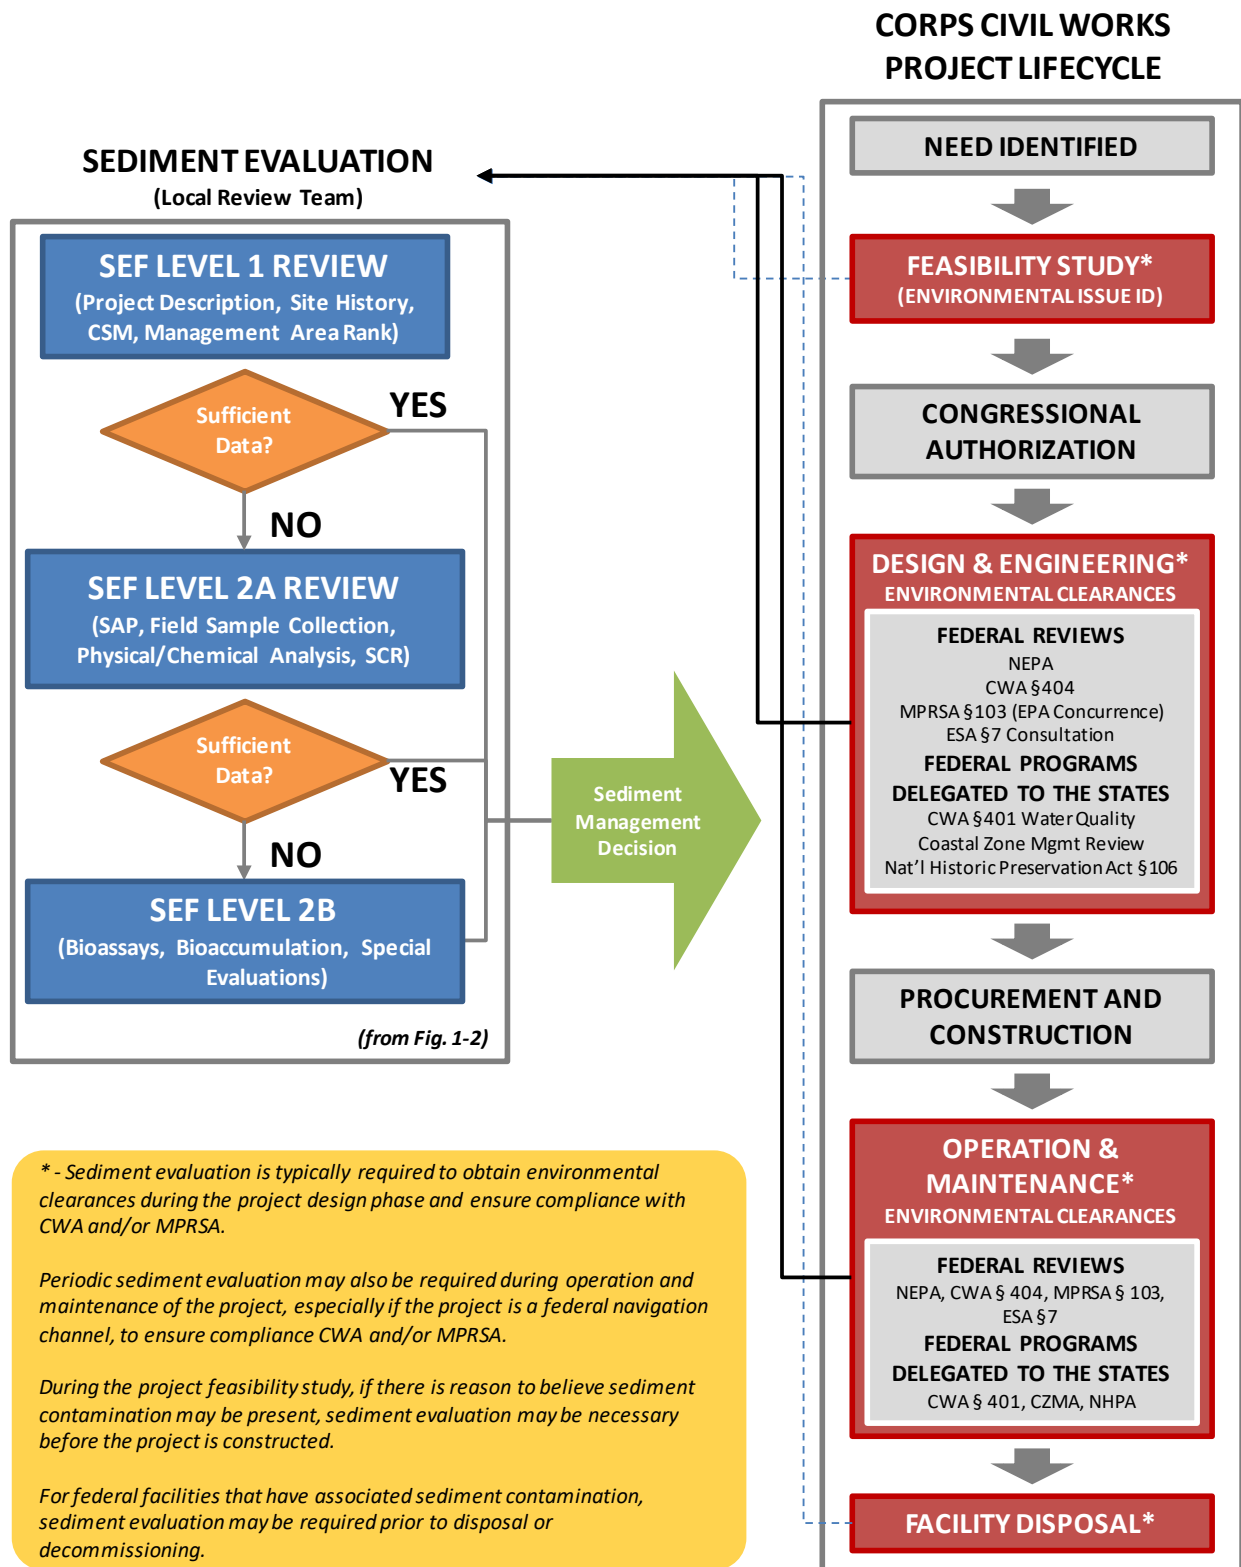 CORPS CIVIL WORKS
PROJECT LIFECYCLE
SEDIMENT EVALUATION
(Local Review Team)
SEF LEVEL 1 REVIEW
(Project Description, Site History,
CSM, Management Area Rank)
Sufficient
Data?
YES
NO
SEF LEVEL 2A REVIEW
(SAP, Field Sample Collection,
Physical/Chemical Analysis, SCR)
Sufficient
Data?
YES
NO
SEF LEVEL 2B
(Bioassays, Bioaccumulation, Special
Evaluations)
(from Fig. 1-2)
Sediment
Management
Decision
NEED IDENTIFIED
FEASIBILITY STUDY*
(ENVIRONMENTAL ISSUE ID)
CONGRESSIONAL
AUTHORIZATION
DESIGN & ENGINEERING*
ENVIRONMENTAL CLEARANCES
FEDERAL REVIEWS
NEPA
CWA §404
MPRSA §103 (EPA Concurrence)
ESA §7 Consultation
FEDERAL PROGRAMS
DELEGATED TO THE STATES
CWA §401 Water Quality
Coastal Zone Mgmt Review
Nat'l Historic Preservation Act §106
PROCUREMENT AND
CONSTRUCTION
OPERATION &
MAINTENANCE*
ENVIRONMENTAL CLEARANCES
FEDERAL REVIEWS
NEPA, CWA § 404, MPRSA § 103,
ESA §7
FEDERAL PROGRAMS
DELEGATED TO THE STATES
CWA § 401, CZMA, NHPA
FACILITY DISPOSAL*
* - Sediment evaluation is typically required to obtain environmental
clearances during the project design phase and ensure compliance with
CWA and/or MPRSA.
Periodic sediment evaluation may also be required during operation and
maintenance of the project, especially if the project is a federal navigation
channel, to ensure compliance CWA and/or MPRSA.
During the project feasibility study, if there is reason to believe sediment
contamination may be present, sediment evaluation may be necessary
before the project is constructed.
For federal facilities that have associated sediment contamination,
sediment evaluation may be required prior to disposal or
decommissioning.